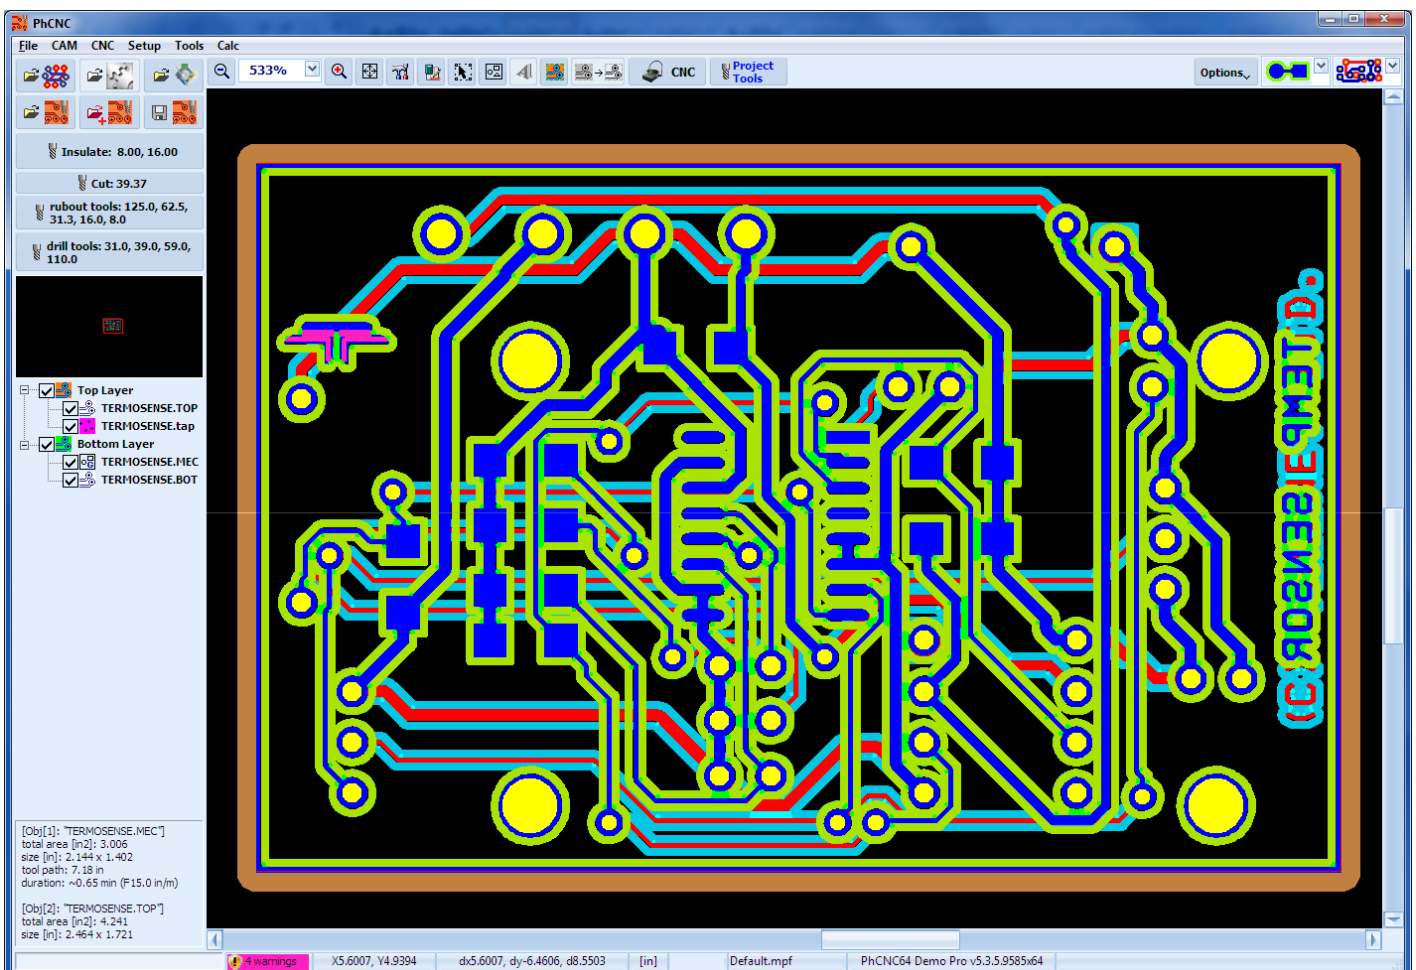 PhCNC
File CAM CNC Setup Tools Calc
533%
CNC
Project
Tools
Options
Insulate: 8.00, 16.00
Cut: 39.37
rubout tools: 125.0, 62.5,
31.3, 16.0, 8.0
drill tools: 31.0, 39.0, 59.0,
110.0
Top Layer
TERMOSENSE.TOP
TERMOSENSE.tap
Bottom Layer
TERMOSENSE.MEC
TERMOSENSE.BOT
[Obj[1]: "TERMOSENSE.MEC"]
total area [in2]: 3.006
size [in]: 2.144 x 1.402
tool path: 7.18 in
duration: ~0.65 min (F15.0 in/m)
[Obj[2]: "TERMOSENSE.TOP"]
total area [in2]: 4.241
size [in]: 2.464 x 1.721
4 warnings
X5.6007, Y4.9394
dx5.6007, dy-6.4606, d8.5503
[in]
Default.mpf
PhCNC64 Demo Pro v5.3.5.9585x64